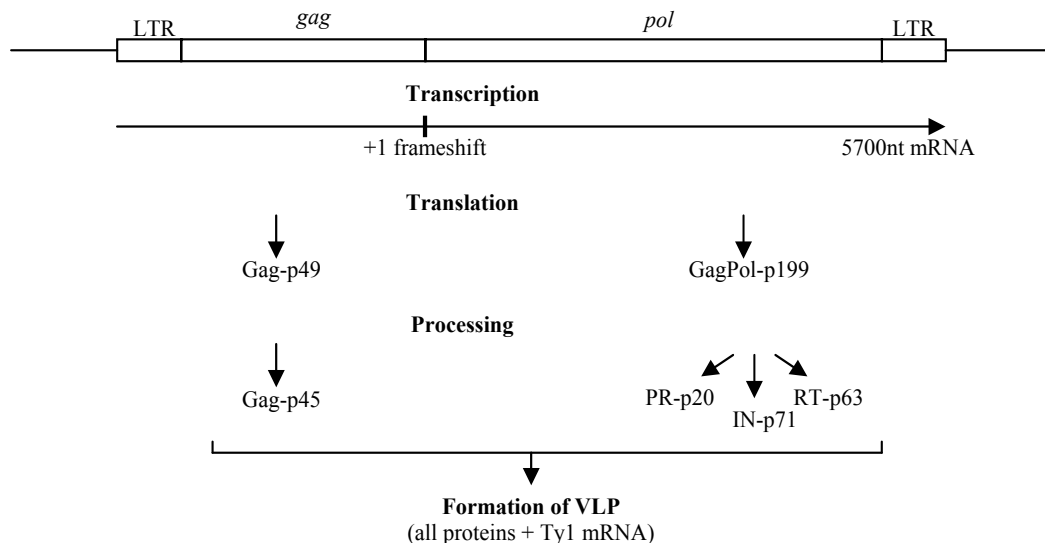 LTR gag pol LTR
Transcription
+1 frameshift 5700nt mRNA
Translation
Gag-p49 GagPol-p199
Processing
Gag-p45 PR-p20 RT-p63
IN-p71
Formation of VLP
(all proteins + Ty1 mRNA)